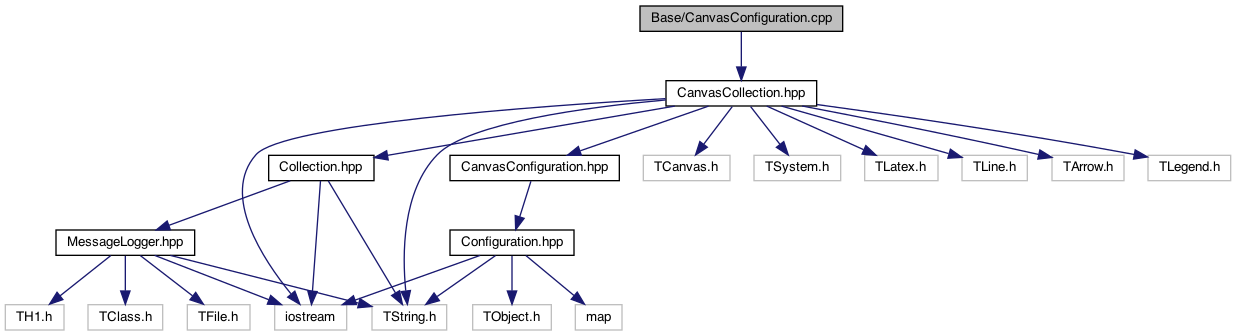 Base/CanvasConfiguration.cpp
CanvasCollection.hpp
Collection.hpp
CanvasConfiguration.hpp
TCanvas.h
TSystem.h
TLatex.h
TLine.h
TArrow.h
TLegend.h
MessageLogger.hpp
Configuration.hpp
TH1.h
TClass.h
TFile.h
iostream
TString.h
TObject.h
map